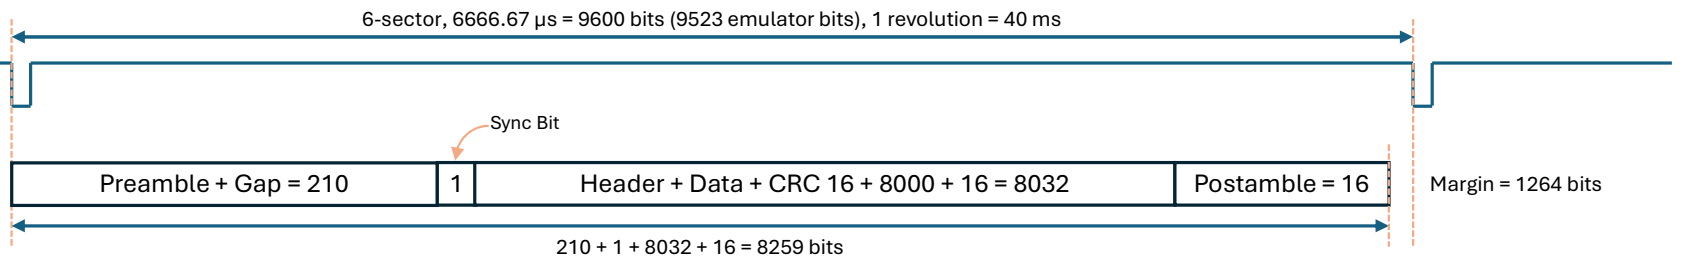 6-sector, 6666.67 µs = 9600 bits (9523 emulator bits), 1 revolution = 40 ms
Sync Bit
Preamble + Gap = 210
1
Header + Data + CRC 16 + 8000 + 16 = 8032
Postamble = 16
Margin = 1264 bits
210 + 1 + 8032 + 16 = 8259 bits